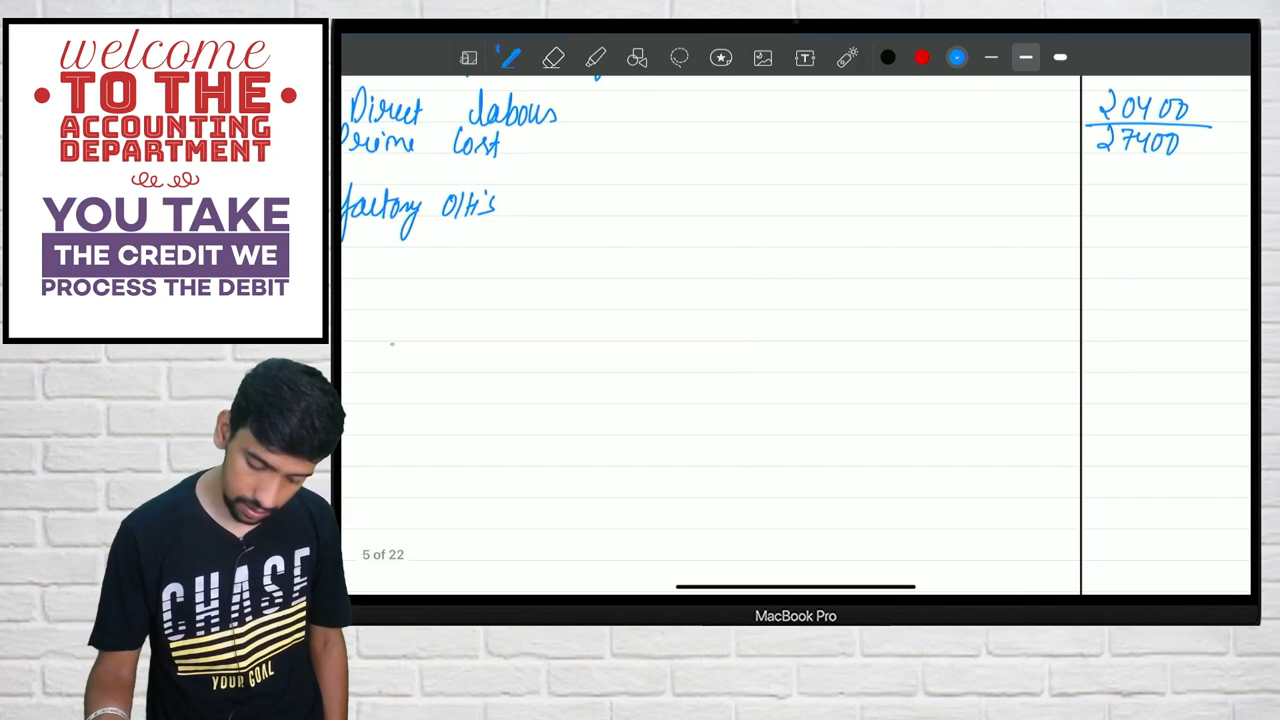 welcome
TO THE
ACCOUNTING
DEPARTMENT
YOU TAKE
THE CREDIT WE
PROCESS THE DEBIT
Direct labour 20400
Prime Cost 27400
factory O/H's
5 of 22
MacBook Pro
CHASE
YOUR GOAL
T